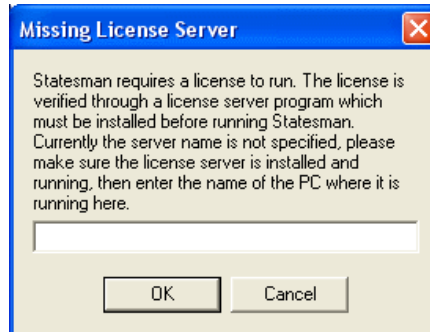 Missing License Server
Statesman requires a license to run. The license is
verified through a license server program which
must be installed before running Statesman.
Currently the server name is not specified, please
make sure the license server is installed and
running, then enter the name of the PC where it is
running here.
OK Cancel